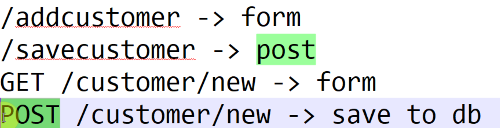 /addcustomer -> form
/savecustomer -> post
GET /customer/new -> form
POST /customer/new -> save to db